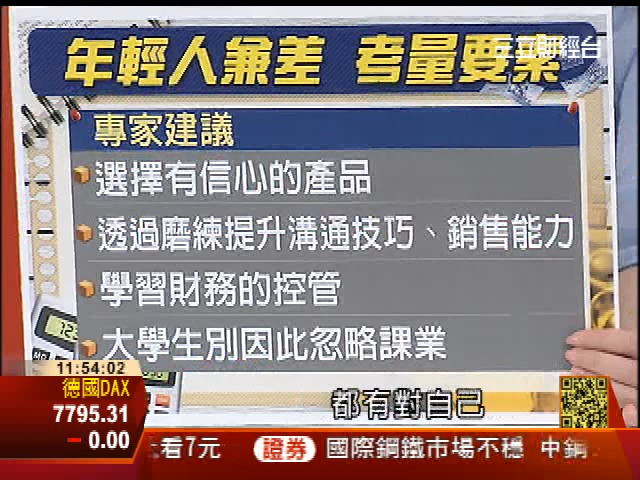 三立財經台
年輕人兼差 考量要素
專家建議
選擇有信心的產品
透過磨練提升溝通技巧、銷售能力
學習財務的控管
大學生別因此忽略課業
都有對自己
11:54:02
德國DAX
7795.31
0.00
看7元 證券 國際鋼鐵市場不穩 中鋼